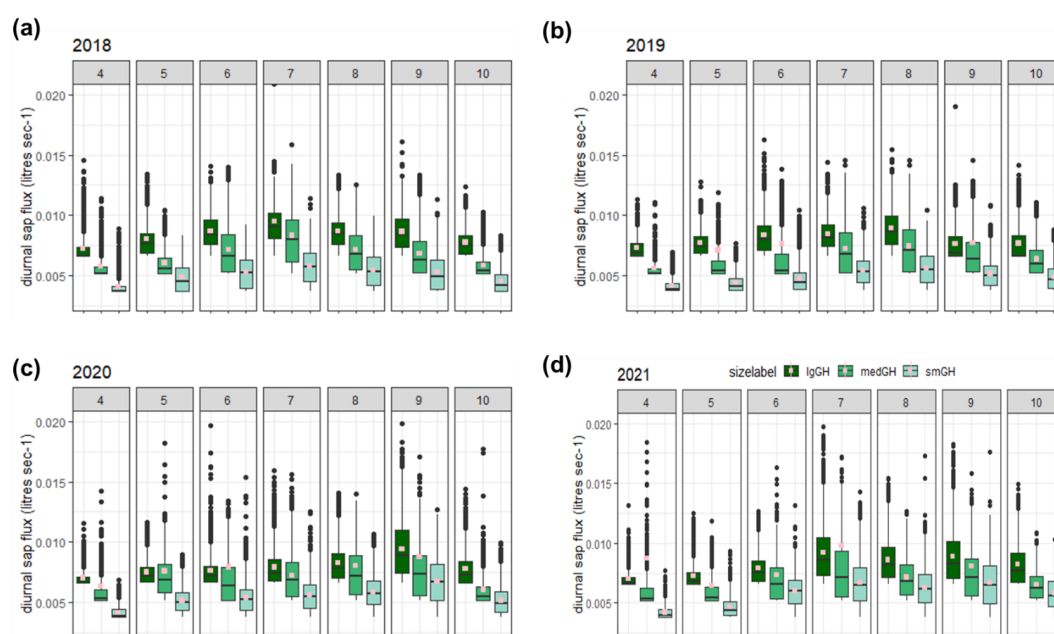 (a)
2018
4 5 6 7 8 9 10
0.020
0.015
0.010
0.005
diurnal sap flux (litres sec-1)
(b)
2019
4 5 6 7 8 9 10
0.020
0.015
0.010
0.005
diurnal sap flux (litres sec-1)
(c)
2020
4 5 6 7 8 9 10
0.020
0.015
0.010
0.005
diurnal sap flux (litres sec-1)
(d)
2021
sizelabel lgGH medGH smGH
4 5 6 7 8 9 10
0.020
0.015
0.010
0.005
diurnal sap flux (litres sec-1)